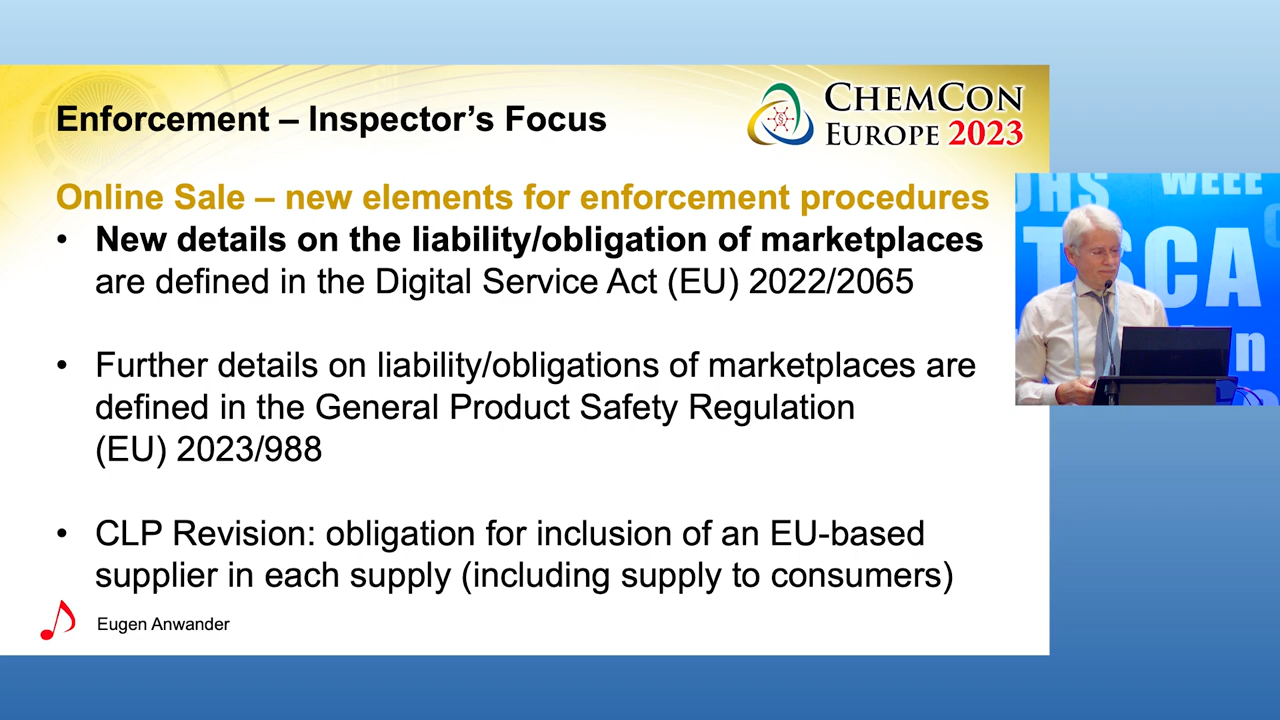 Enforcement – Inspector's Focus
CHEMCON
EUROPE 2023
Online Sale – new elements for enforcement procedures
• New details on the liability/obligation of marketplaces
are defined in the Digital Service Act (EU) 2022/2065
• Further details on liability/obligations of marketplaces are
defined in the General Product Safety Regulation
(EU) 2023/988
• CLP Revision: obligation for inclusion of an EU-based
supplier in each supply (including supply to consumers)
Eugen Anwander
WEEE